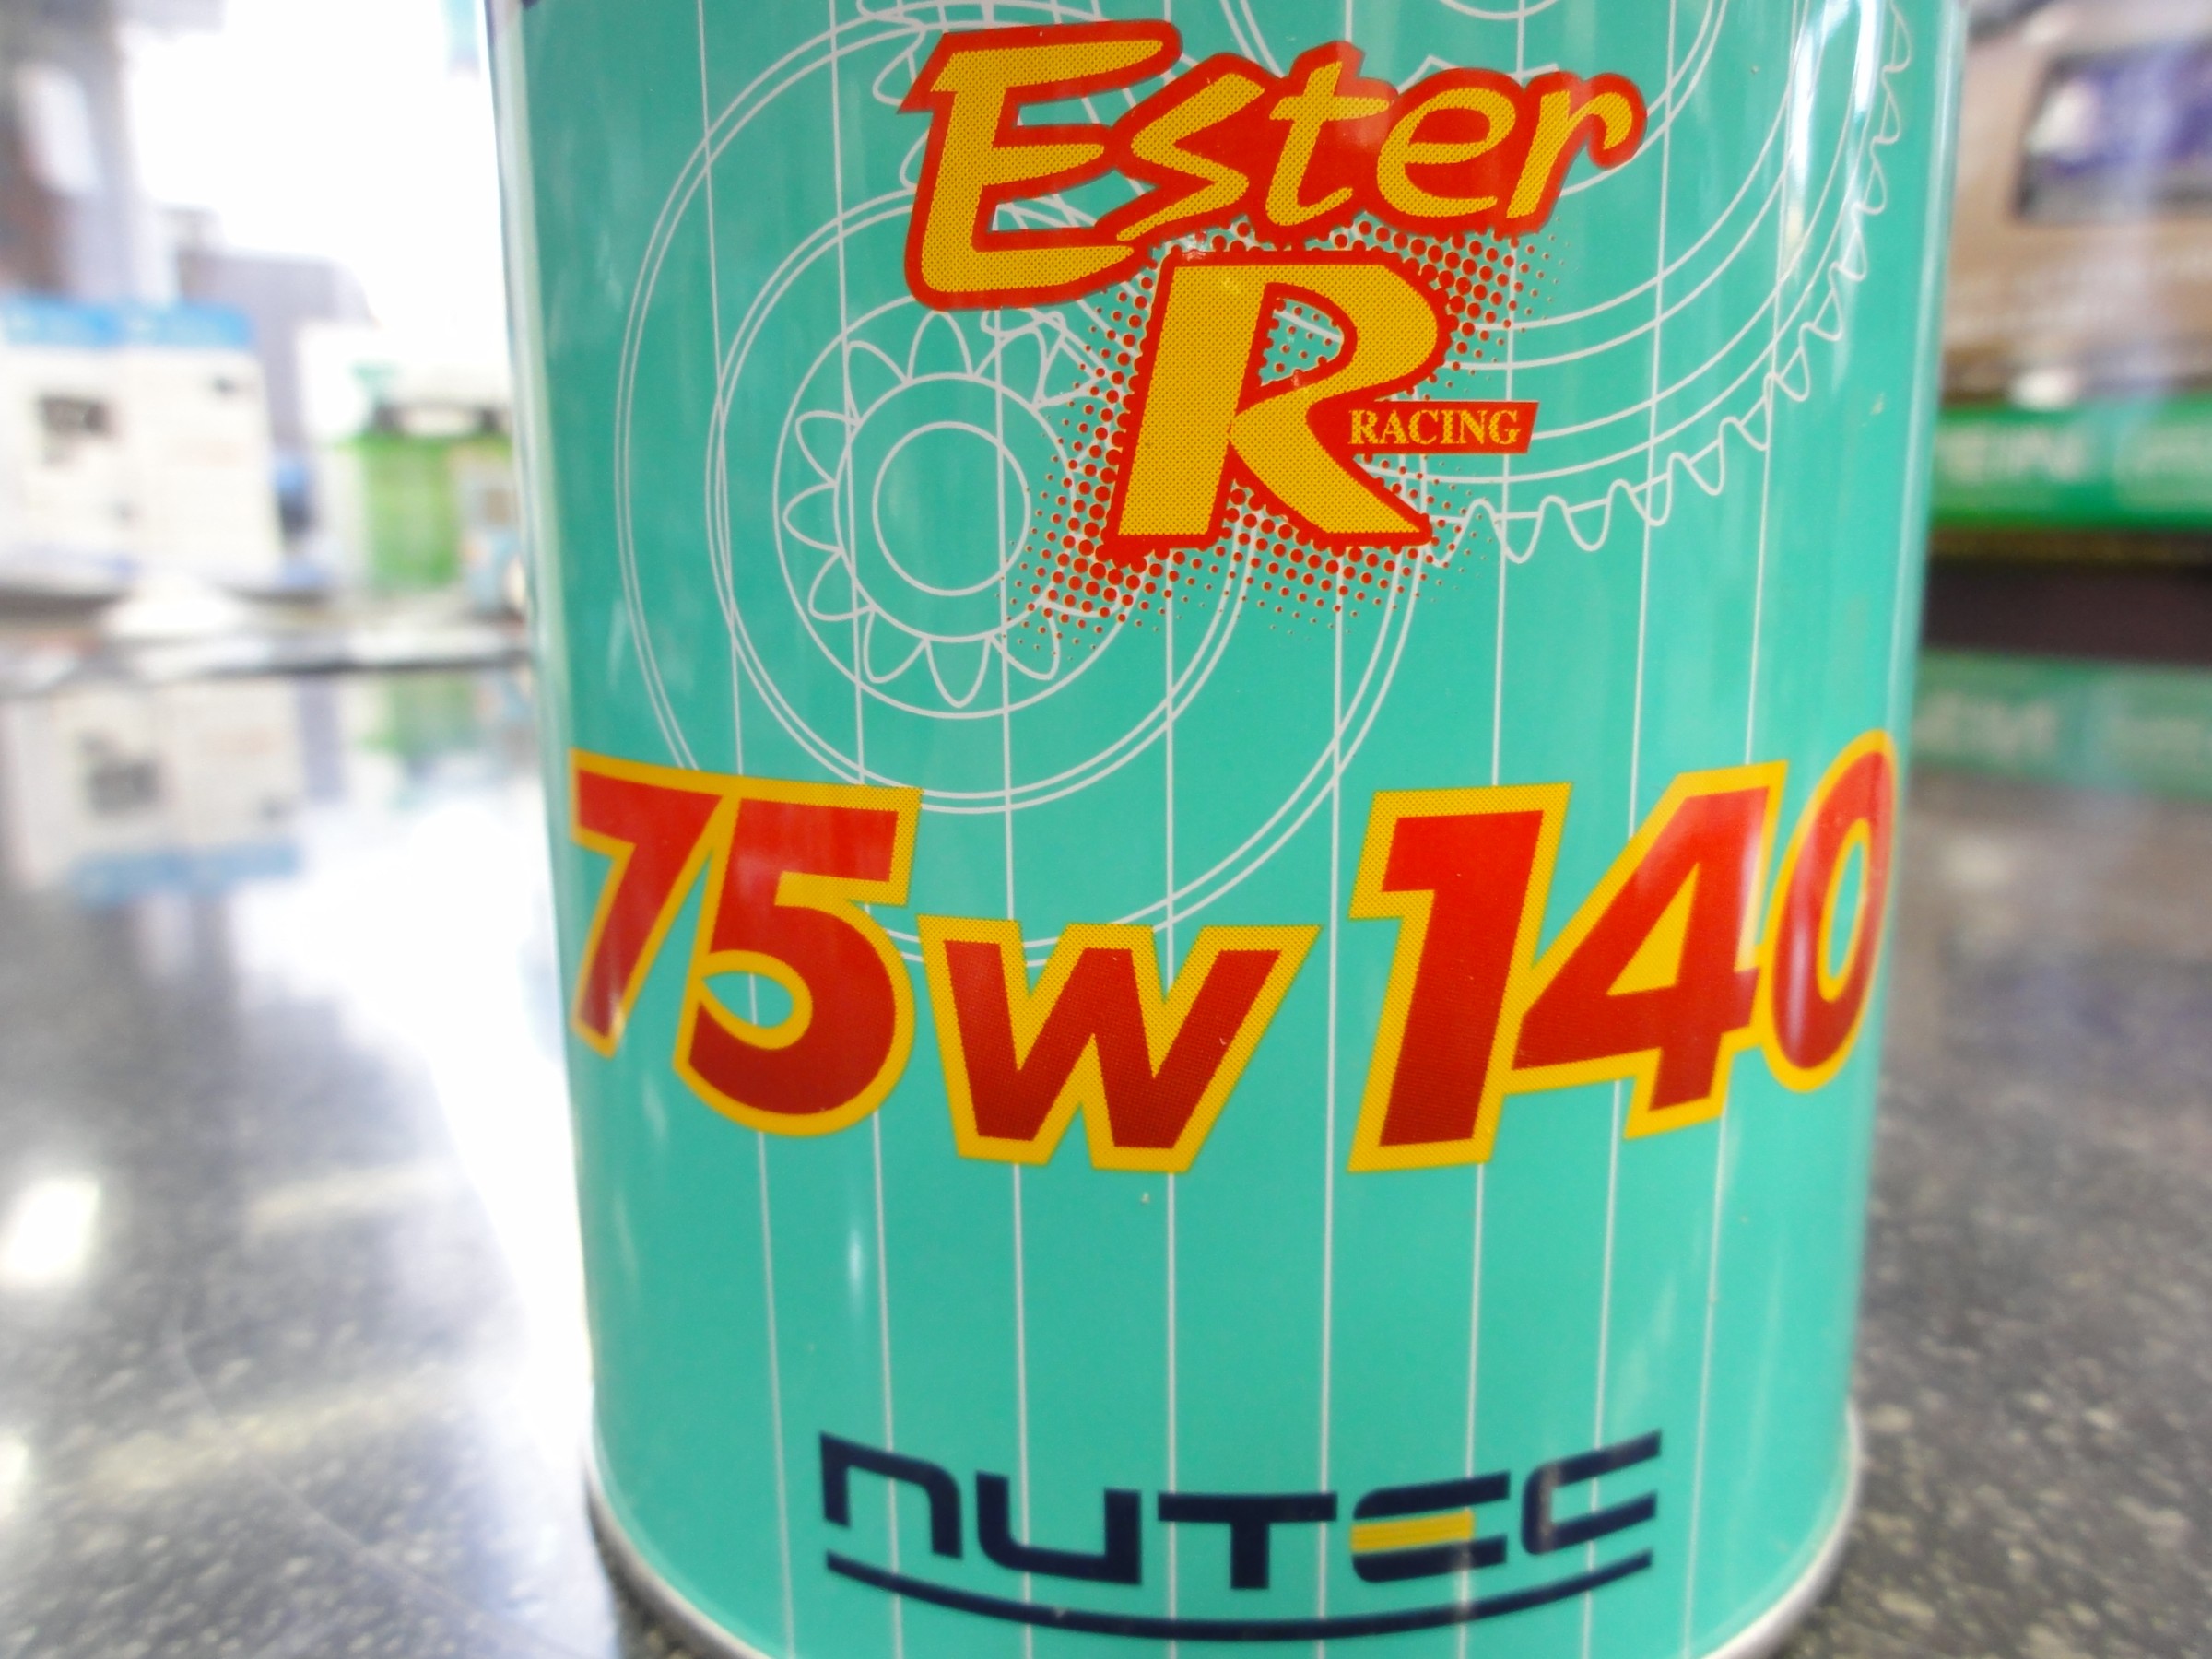 Ester
R RACING
75W140
NUTEC